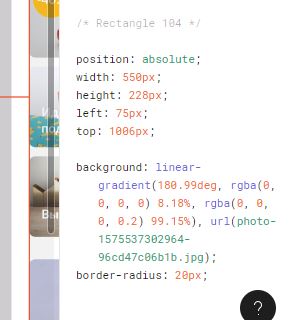 /* Rectangle 104 */
position: absolute;
width: 550px;
height: 228px;
left: 75px;
top: 1006px;
background: linear-
gradient(180.99deg, rgba(0,
0, 0, 0) 8.18%, rgba(0, 0,
0, 0.2) 99.15%), url(photo-
1575537302964-
96cd47c06b1b.jpg);
border-radius: 20px;
?